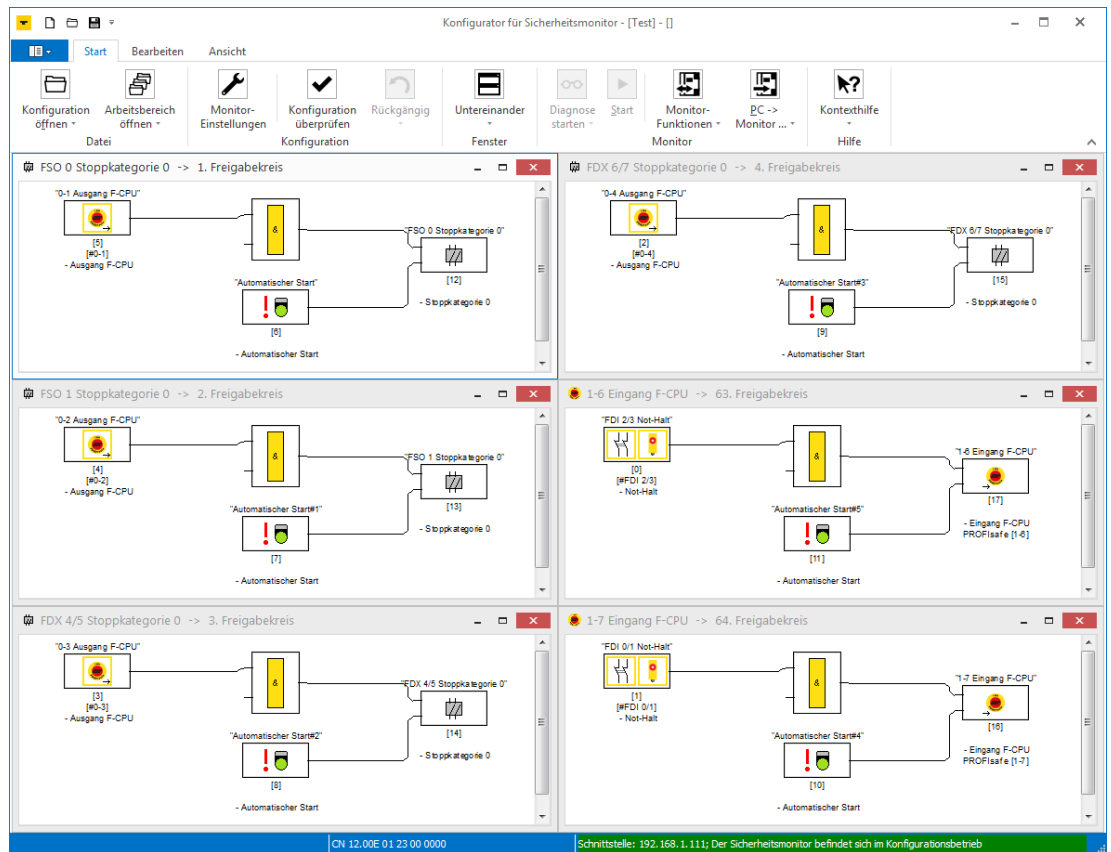 Konfigurator für Sicherheitsmonitor - [Test] - []
Start Bearbeiten Ansicht
Konfiguration öffnen
Arbeitsbereich öffnen
Monitor-Einstellungen
Konfiguration überprüfen
Rückgängig
Untereinander
Diagnose starten
Start
Monitor-Funktionen
PC -> Monitor ...
Kontexthilfe
Datei Konfiguration Fenster Monitor Hilfe
FSO 0 Stoppkategorie 0 -> 1. Freigabekreis
"0-1 Ausgang F-CPU"
[5]
[#0-1]
- Ausgang F-CPU
&
"FSO 0 Stoppkategorie 0"
[12]
- Stoppkategorie 0
"Automatischer Start"
[6]
- Automatischer Start
FDX 6/7 Stoppkategorie 0 -> 4. Freigabekreis
"0-4 Ausgang F-CPU"
[2]
[#0-4]
- Ausgang F-CPU
&
"FDX 6/7 Stoppkategorie 0"
[15]
- Stoppkategorie 0
"Automatischer Start#3"
[9]
- Automatischer Start
FSO 1 Stoppkategorie 0 -> 2. Freigabekreis
"0-2 Ausgang F-CPU"
[4]
[#0-2]
- Ausgang F-CPU
&
"FSO 1 Stoppkategorie 0"
[13]
- Stoppkategorie 0
"Automatischer Start#1"
[7]
- Automatischer Start
1-6 Eingang F-CPU -> 63. Freigabekreis
"FDI 2/3 Not-Halt"
[0]
[#FDI 2/3]
- Not-Halt
&
"1-6 Eingang F-CPU"
[17]
- Eingang F-CPU
PROFIsafe [1-6]
"Automatischer Start#5"
[11]
- Automatischer Start
FDX 4/5 Stoppkategorie 0 -> 3. Freigabekreis
"0-3 Ausgang F-CPU"
[3]
[#0-3]
- Ausgang F-CPU
&
"FDX 4/5 Stoppkategorie 0"
[14]
- Stoppkategorie 0
"Automatischer Start#2"
[8]
- Automatischer Start
1-7 Eingang F-CPU -> 64. Freigabekreis
"FDI 0/1 Not-Halt"
[1]
[#FDI 0/1]
- Not-Halt
&
"1-7 Eingang F-CPU"
[16]
- Eingang F-CPU
PROFIsafe [1-7]
"Automatischer Start#4"
[10]
- Automatischer Start
CN 12.00E 01 23 00 0000
Schnittstelle: 192.168.1.111; Der Sicherheitsmonitor befindet sich im Konfigurationsbetrieb